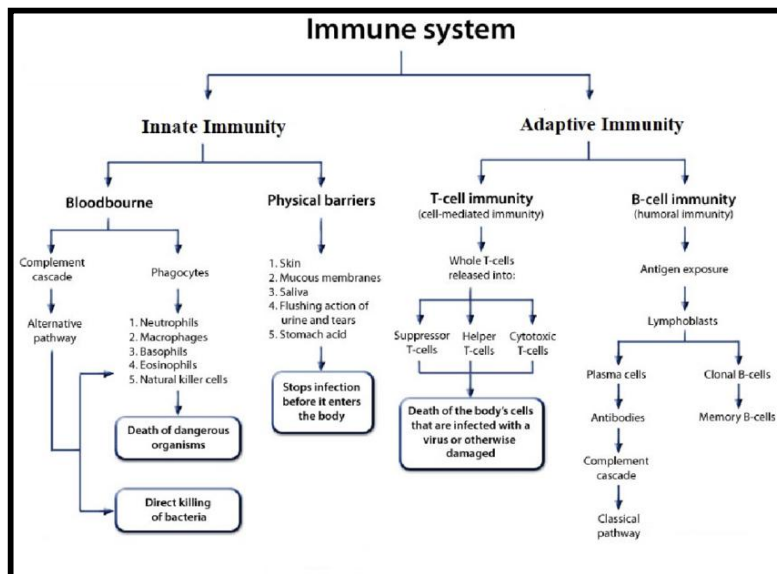 Immune system
Innate Immunity
Adaptive Immunity
Bloodbourne
Physical barriers
T-cell immunity
(cell-mediated immunity)
B-cell immunity
(humoral immunity)
Complement
cascade
Phagocytes
1. Skin
2. Mucous membranes
3. Saliva
4. Flushing action of
urine and tears
5. Stomach acid
Whole T-cells
released into:
Antigen exposure
Alternative
pathway
1. Neutrophils
2. Macrophages
3. Basophils
4. Eosinophils
5. Natural killer cells
Suppressor
T-cells
Helper
T-cells
Cytotoxic
T-cells
Lymphoblasts
Plasma cells
Clonal B-cells
Stops infection
before it enters
the body
Death of dangerous
organisms
Death of the body's cells
that are infected with a
virus or otherwise
damaged
Antibodies
Memory B-cells
Complement
cascade
Direct killing
of bacteria
Classical
pathway